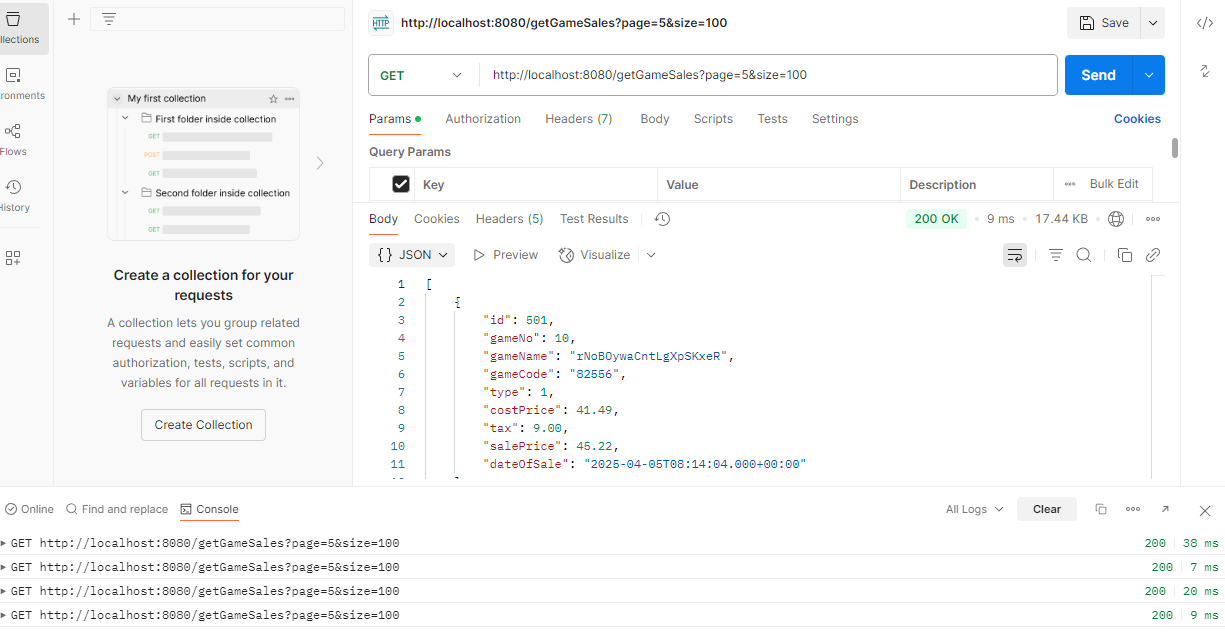 http://localhost:8080/getGameSales?page=5&size=100
Save
HTTP
GET
http://localhost:8080/getGameSales?page=5&size=100
Send
Params
Authorization
Headers (7)
Body
Scripts
Tests
Settings
Cookies
Query Params
Key
Value
Description
Bulk Edit
Body
Cookies
Headers (5)
Test Results
200 OK
9 ms
17.44 KB
{} JSON
Preview
Visualize
1 [
2 {
3 "id": 501,
4 "gameNo": 10,
5 "gameName": "rNoBOywaCntLgXpSKxeR",
6 "gameCode": "82556",
7 "type": 1,
8 "costPrice": 41.49,
9 "tax": 9.00,
10 "salePrice": 45.22,
11 "dateOfSale": "2025-04-05T08:14:04.000+00:00"
llections
ronments
Flows
History
My first collection
First folder inside collection
GET
POST
GET
Second folder inside collection
GET
GET
Create a collection for your
requests
A collection lets you group related
requests and easily set common
authorization, tests, scripts, and
variables for all requests in it.
Create Collection
Online
Find and replace
Console
All Logs
Clear
GET http://localhost:8080/getGameSales?page=5&size=100 200 38 ms
GET http://localhost:8080/getGameSales?page=5&size=100 200 7 ms
GET http://localhost:8080/getGameSales?page=5&size=100 200 20 ms
GET http://localhost:8080/getGameSales?page=5&size=100 200 9 ms